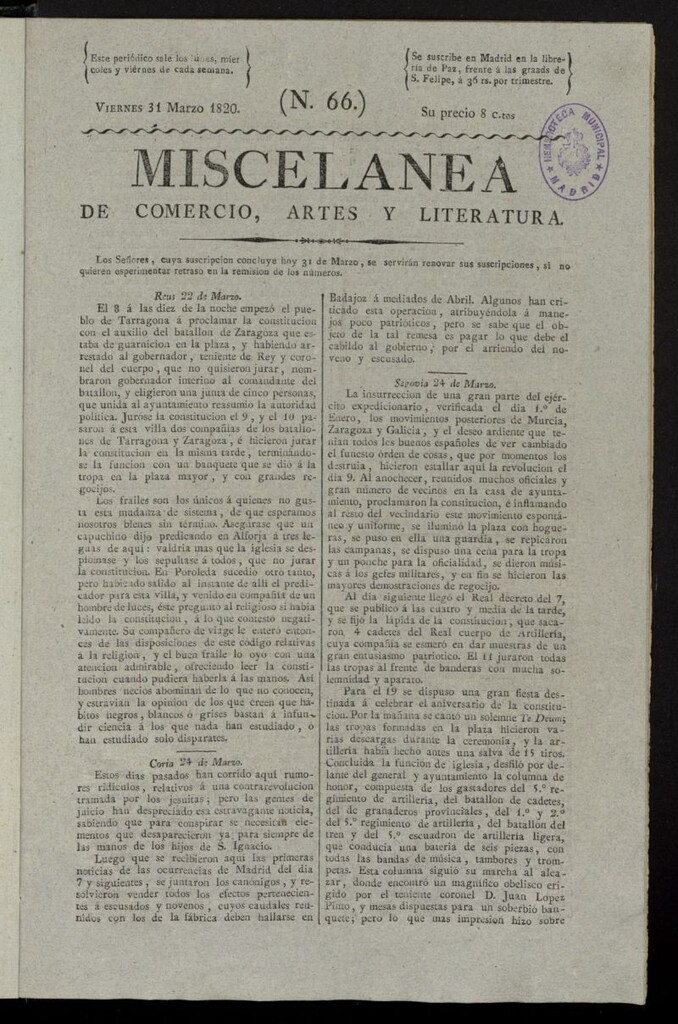 Este periódico sale los lunes, miercoles
coles y viérnes de cada semana.
Se suscribe en Madrid en la libre-
ria de Paz, frente á las gradas de
S. Felipe, á 36 rs. por trimestre.
VIERNES 31 MARZO 1820.
(N. 66.)
Su precio 8 c.tos
HEMEROTECA MUNICIPAL
MADRID
MISCELANEA
DE COMERCIO, ARTES Y LITERATURA.
Los Señores, cuya suscripcion concluye hoy 31 de Marzo, se servirán renovar sus suscripciones, si no
quieren esperimentar retraso en la remision de los números.
Reus 22 de Marzo.
El 8 á las diez de la noche empezó el pue-
blo de Tarragona á proclamar la constitucion
con el auxilio del batallon de Zaragoza que es-
taba de guarnicion en la plaza, y habiendo ar-
restado al gobernador, teniente de Rey y coro-
nel del cuerpo, que no quisieron jurar, nom-
braron gobernador interino al comandante del
batallon, y eligieron una junta de cinco personas,
que unida al ayuntamiento reasumió la autoridad
política. Jurose la constitucion el 9, y el 10 pa-
saron á esta villa dos compañías de los batallo-
nes de Tarragona y Zaragoza, é hicieron jurar
la constitucion en la misma tarde, terminándo-
se la funcion con un banquete que se dió á la
tropa en la plaza mayor, y con grandes re-
gocijos.
Los frailes son los únicos á quienes no gus-
ta esta mudanza de sistema, de que esperamos
nosotros bienes sin término. Asegúrase que un
capuchino dijo predicando en Alforja á tres le-
guas de aqui: valdria mas que la iglesia se des-
plomase y los sepultase á todos, que no jurar
la constitucion. En Poroleda sucedió otro tanto,
pero habiendo salido al instante de alli el predi-
cador para esta villa, y venido en compañía de un
hombre de luces, éste preguntó al religioso si habia
leido la constitucion, á lo que contestó negati-
vamente. Su compañero de viage le enteró enton-
ces de las disposiciones de este código relativas
á la religion, y el buen fraile lo oyó con una
atencion admirable, ofreciendo leer la consti-
tucion cuando pudiera haberla á las manos. Asi
hombres necios abominan de lo que no conocen,
y estravian la opinion de los que creen que há-
bitos negros, blancos ó grises bastan á infun-
dir ciencia á los que nada han estudiado, ó
han estudiado solo disparates.
Coria 24 de Marzo.
Estos dias pasados han corrido aqui rumo-
res ridículos, relativos á una contrarevolucion
tramada por los jesuitas, pero las gentes de
juicio han despreciado esa estravagante noticia,
sabiendo que para conspirar se necesitan ele-
mentos que desaparecieron ya para siempre de
las manos de los hijos de S. Ignacio.
Luego que se recibieron aqui las primeras
noticias de las ocurrencias de Madrid del dia
7 y siguientes, se juntaron los canónigos, y re-
solvieron vender todos los efectos pertenecien-
tes á escusados y novenos, cuyos caudales reu-
nidos con los de la fábrica deben hallarse en
Badajoz á mediados de Abril. Algunos han cri-
ticado esta operacion, atribuyéndola á mane-
jos poco patrióticos, pero se sabe que el ob-
jeto de la tal remesa es pagar lo que debe el
cabildo al gobierno, por el arriendo del no-
veno y escusado.
Segovia 24 de Marzo.
La insurreccion de una gran parte del ejér-
cito expedicionario, verificada el dia 1.º de
Enero, los movimientos posteriores de Murcia,
Zaragoza y Galicia, y el deseo ardiente que te-
nian todos los buenos españoles de ver cambiado
el funesto órden de cosas, que por momentos los
destruia, hicieron estallar aqui la revolucion el
dia 9. Al anochecer, reunidos muchos oficiales y
gran número de vecinos en la casa de ayunta-
miento, proclamaron la constitucion, é inflamando
al resto del vecindario este movimiento espontá-
neo y uniforme, se iluminó la plaza con hogue-
ras, se puso en ella una guardia, se repicaron
las campanas, se dispuso una cena para la tropa
y un ponche para la oficialidad, se dieron músi-
cas á los gefes militares, y en fin se hicieron las
mayores demostraciones de regocijo.
Al dia siguiente llegó el Real decreto del 7,
que se publicó á las cuatro y media de la tarde,
y se fijó la lápida de la constitucion, que saca-
ron 4 cadetes del Real cuerpo de Artillería,
cuya compañía se esmeró en dar muestras de un
gran entusiasmo patriótico. El 11 juraron todas
las tropas al frente de banderas con mucha so-
lemnidad y aparato.
Para el 19 se dispuso una gran fiesta des-
tinada á celebrar el aniversario de la constitu-
cion. Por la mañana se cantó un solemne Te Deum;
las tropas formadas en la plaza hicieron va-
rias descargas durante la ceremonia, y la ar-
tillería habia hecho antes una salva de 15 tiros.
Concluida la funcion de iglesia, desfiló por de-
lante del general y ayuntamiento la columna de
honor, compuesta de los gastadores del 5.º re-
gimiento de artillería, del batallon de cadetes,
del de granaderos provinciales, del 1.º y 2.º
del 5.º regimiento de artillería, del batallon del
tren y del 5.º escuadron de artillería ligera,
que conducia una batería de seis piezas, con
todas las bandas de música, tambores y trom-
petas. Esta columna siguió su marcha al alca-
zar, donde encontró un magnífico obelisco eri-
gido por el teniente coronel D. Juan Lopez
Pinto, y mesas dispuestas para un soberbio ban-
quete; pero lo que mas impresion hizo sobre